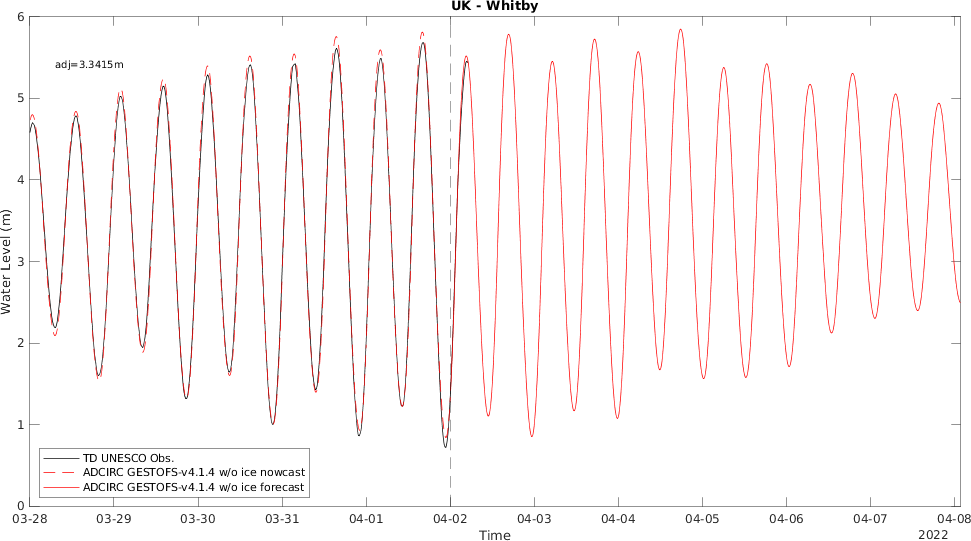 UK - Whitby
adj=3.3415m
Water Level (m)
6
5
4
3
2
1
0
TD UNESCO Obs.
ADCIRC GESTOFS-v4.1.4 w/o ice nowcast
ADCIRC GESTOFS-v4.1.4 w/o ice forecast
03-28 03-29 03-30 03-31 04-01 04-02 04-03 04-04 04-05 04-06 04-07 04-08
Time
2022